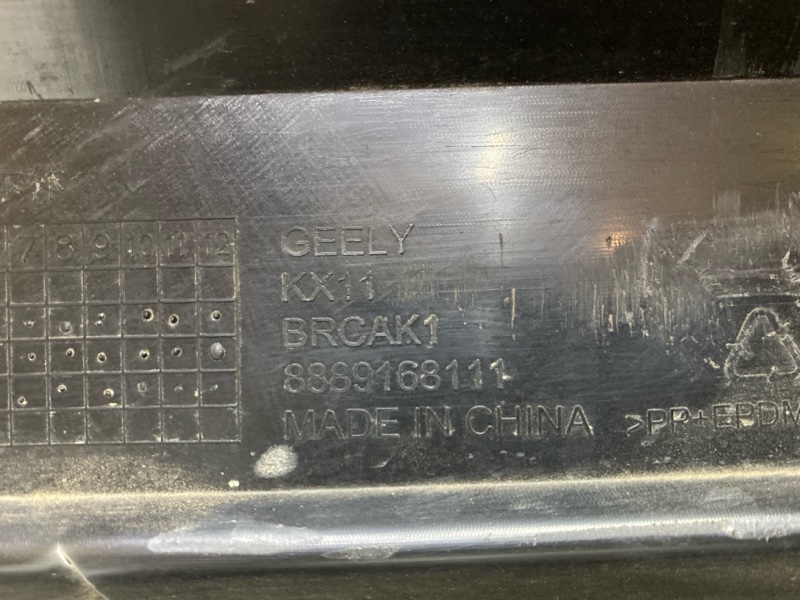 7 8 9 10 11 12
GEELY
KX11
BRCAK1
8889168111
MADE IN CHINA >PP+EPDM